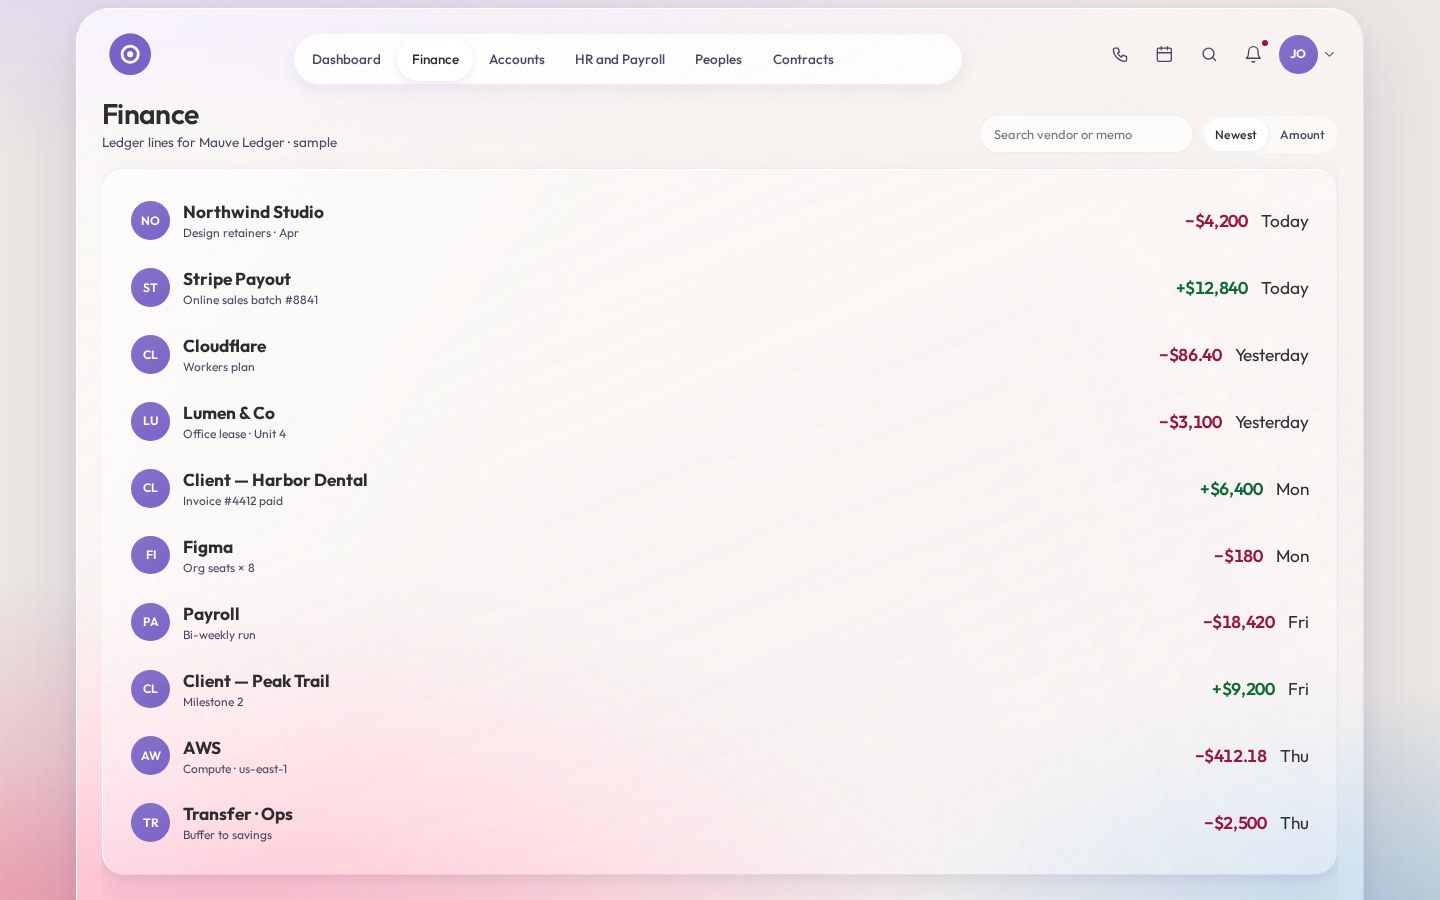 Dashboard Finance Accounts HR and Payroll Peoples Contracts JO
Finance
Ledger lines for Mauve Ledger · sample
Search vendor or memo Newest Amount
NO Northwind Studio −$4,200 Today
Design retainers · Apr
ST Stripe Payout +$12,840 Today
Online sales batch #8841
CL Cloudflare −$86.40 Yesterday
Workers plan
LU Lumen & Co −$3,100 Yesterday
Office lease · Unit 4
CL Client — Harbor Dental +$6,400 Mon
Invoice #4412 paid
FI Figma −$180 Mon
Org seats × 8
PA Payroll −$18,420 Fri
Bi-weekly run
CL Client — Peak Trail +$9,200 Fri
Milestone 2
AW AWS −$412.18 Thu
Compute · us-east-1
TR Transfer · Ops −$2,500 Thu
Buffer to savings